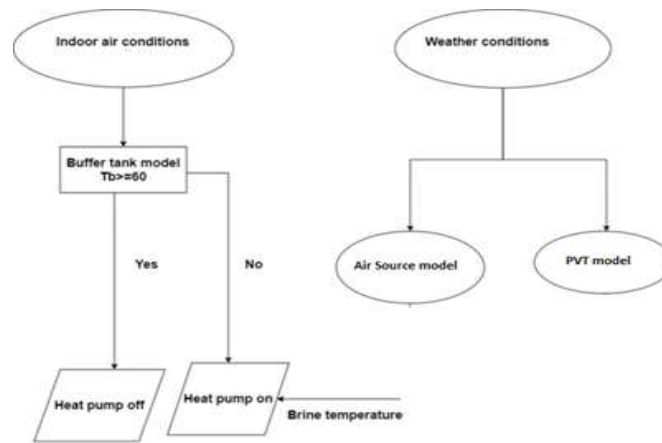 Indoor air conditions
Weather conditions
Buffer tank model
Tb>=60
Yes
No
Air Source model
PVT model
Heat pump off
Heat pump on
Brine temperature